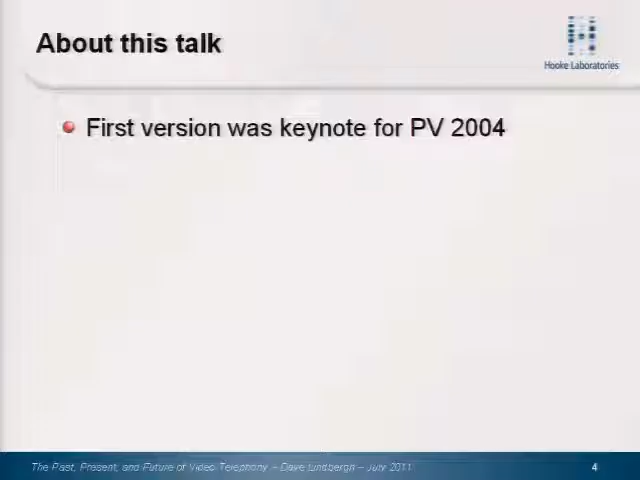 About this talk
Hooke Laboratories
First version was keynote for PV 2004
The Past, Present, and Future of Video Telephony – Dave Lindbergh – July 2011
4